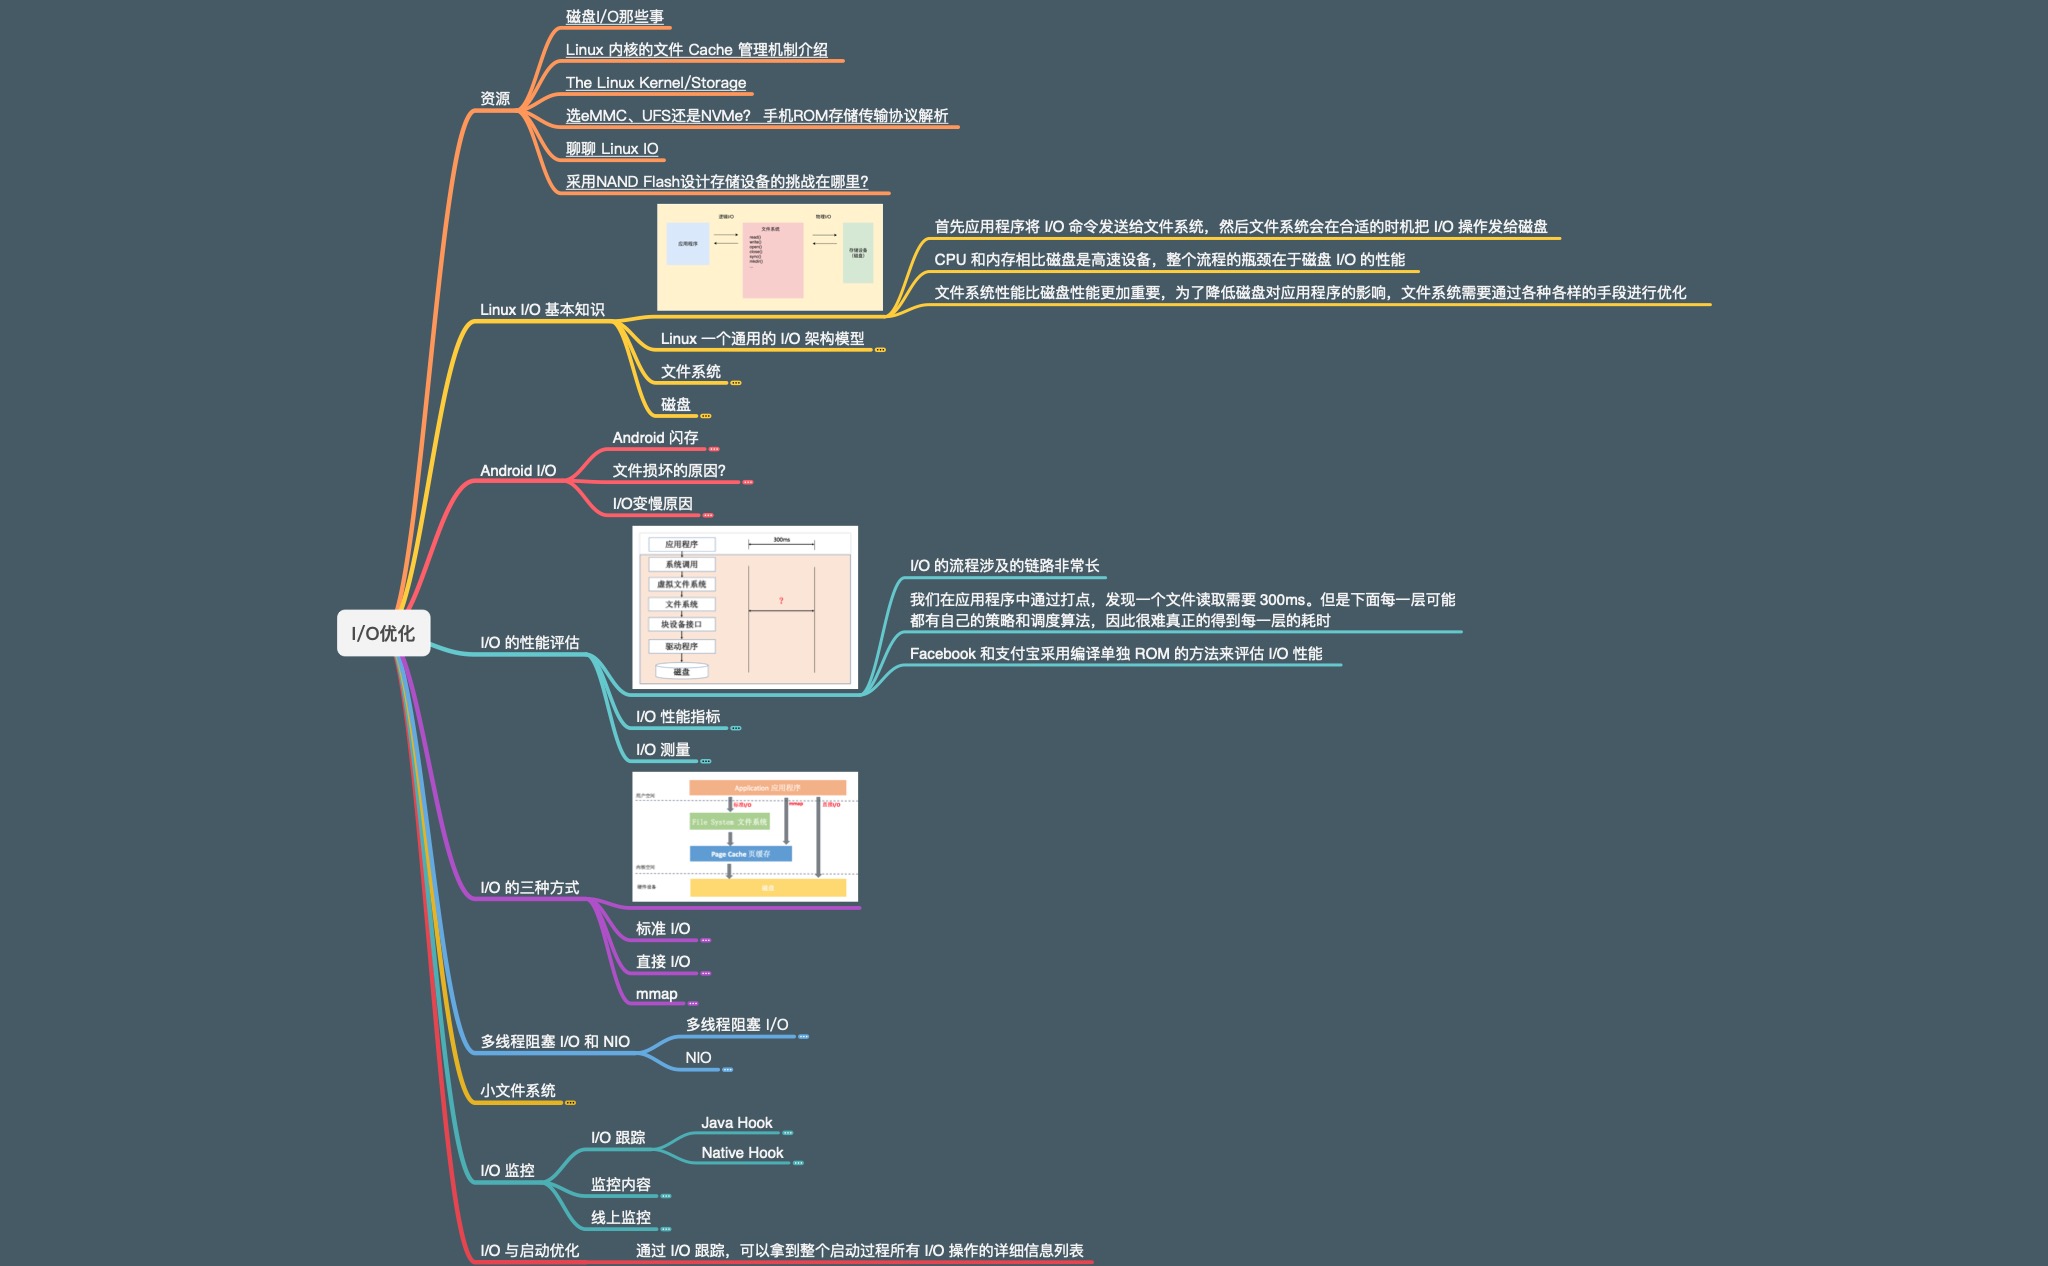 I/O优化
资源
磁盘I/O那些事
Linux 内核的文件 Cache 管理机制介绍
The Linux Kernel/Storage
选eMMC、UFS还是NVMe? 手机ROM存储传输协议解析
聊聊 Linux IO
采用NAND Flash设计存储设备的挑战在哪里?
Linux I/O 基本知识
逻辑I/O
物理I/O
应用程序
文件系统
read()
write()
open()
close()
sync()
...
存储设备
(磁盘)
首先应用程序将 I/O 命令发送给文件系统，然后文件系统会在合适的时机把 I/O 操作发给磁盘
CPU 和内存相比磁盘是高速设备，整个流程的瓶颈在于磁盘 I/O 的性能
文件系统性能比磁盘性能更加重要，为了降低磁盘对应用程序的影响，文件系统需要通过各种各样的手段进行优化
Linux 一个通用的 I/O 架构模型
文件系统
磁盘
Android I/O
Android 闪存
文件损坏的原因?
I/O变慢原因
I/O 的性能评估
应用程序
300ms
系统调用
虚拟文件系统
文件系统
?
块设备接口
驱动程序
磁盘
I/O 的流程涉及的链路非常长
我们在应用程序中通过打点，发现一个文件读取需要 300ms。但是下面每一层可能
都有自己的策略和调度算法，因此很难真正的得到每一层的耗时
Facebook 和支付宝采用编译单独 ROM 的方法来评估 I/O 性能
I/O 性能指标
I/O 测量
I/O 的三种方式
Application 应用程序
用户空间
标准I/O
mmap
直接I/O
File System 文件系统
Page Cache 页缓存
内核空间
硬件设备
磁盘
标准 I/O
直接 I/O
mmap
多线程阻塞 I/O 和 NIO
多线程阻塞 I/O
NIO
小文件系统
I/O 监控
I/O 跟踪
Java Hook
Native Hook
监控内容
线上监控
I/O 与启动优化
通过 I/O 跟踪，可以拿到整个启动过程所有 I/O 操作的详细信息列表